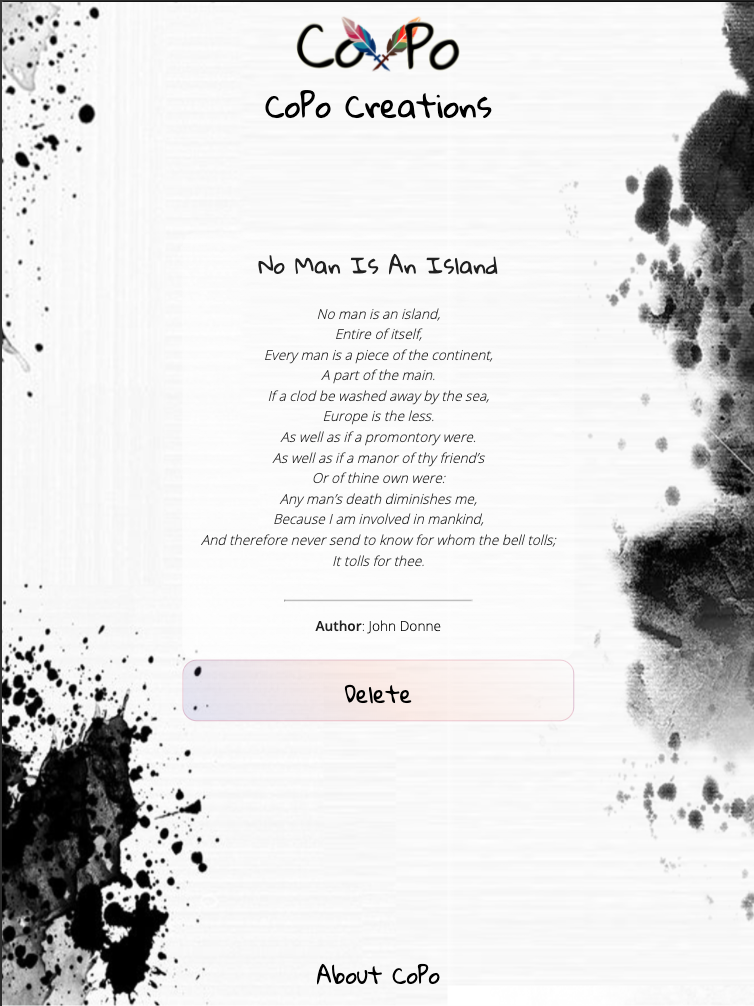 CoPo
CoPo Creations
No Man Is An Island
No man is an island,
Entire of itself,
Every man is a piece of the continent,
A part of the main.
If a clod be washed away by the sea,
Europe is the less.
As well as if a promontory were.
As well as if a manor of thy friend’s
Or of thine own were:
Any man’s death diminishes me,
Because I am involved in mankind,
And therefore never send to know for whom the bell tolls;
It tolls for thee.
Author: John Donne
Delete
About CoPo